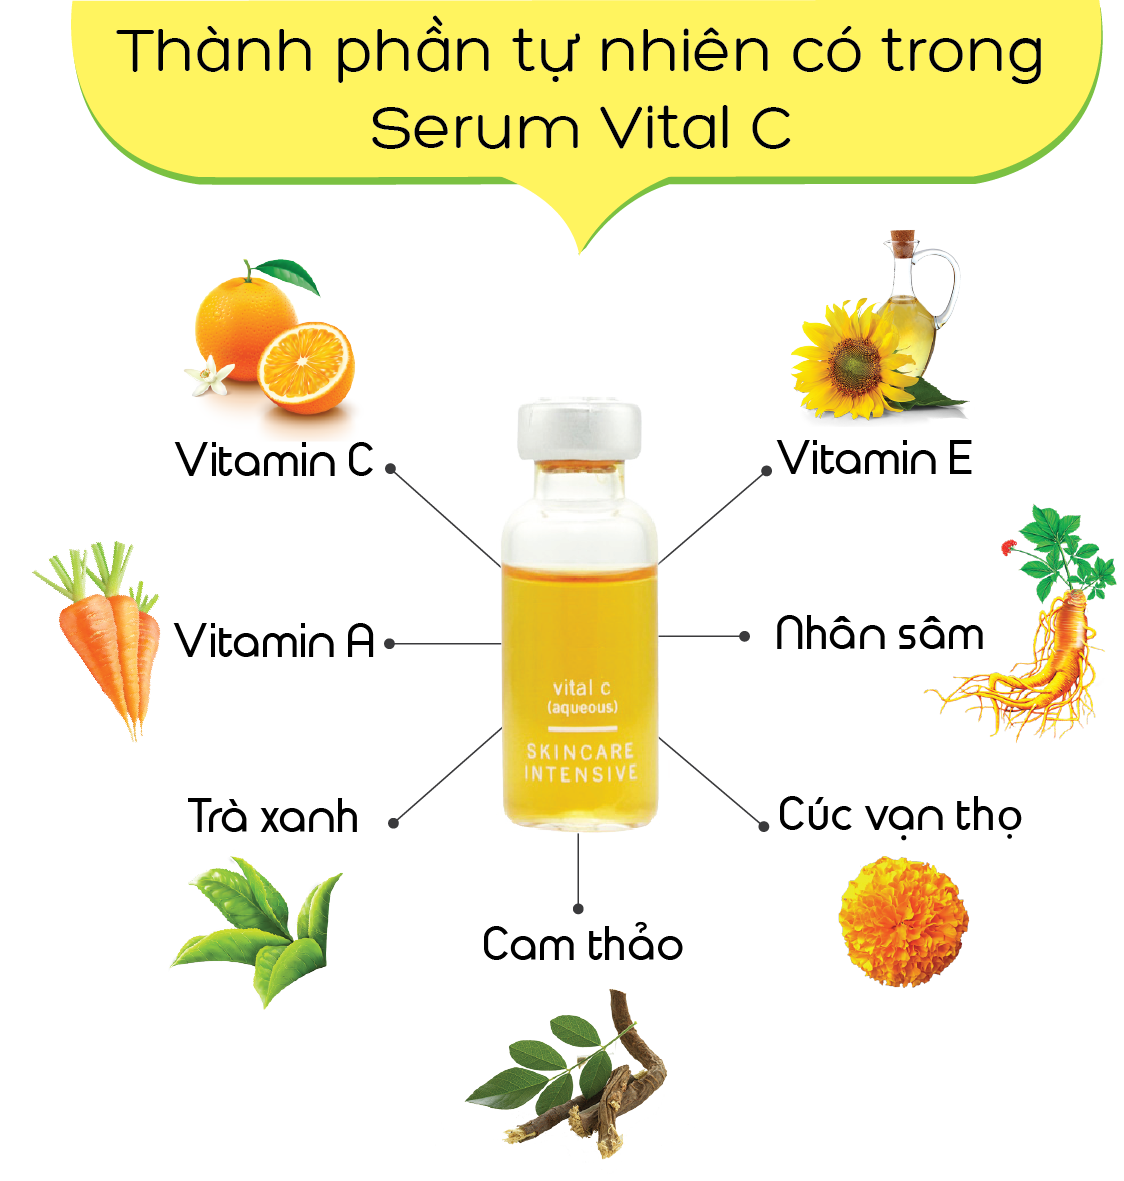 Thành phần tự nhiên có trong
Serum Vital C
Vitamin C
Vitamin E
Vitamin A
Nhân sâm
vital c
(aqueous)
SKINCARE
INTENSIVE
Trà xanh
Cúc vạn thọ
Cam thảo